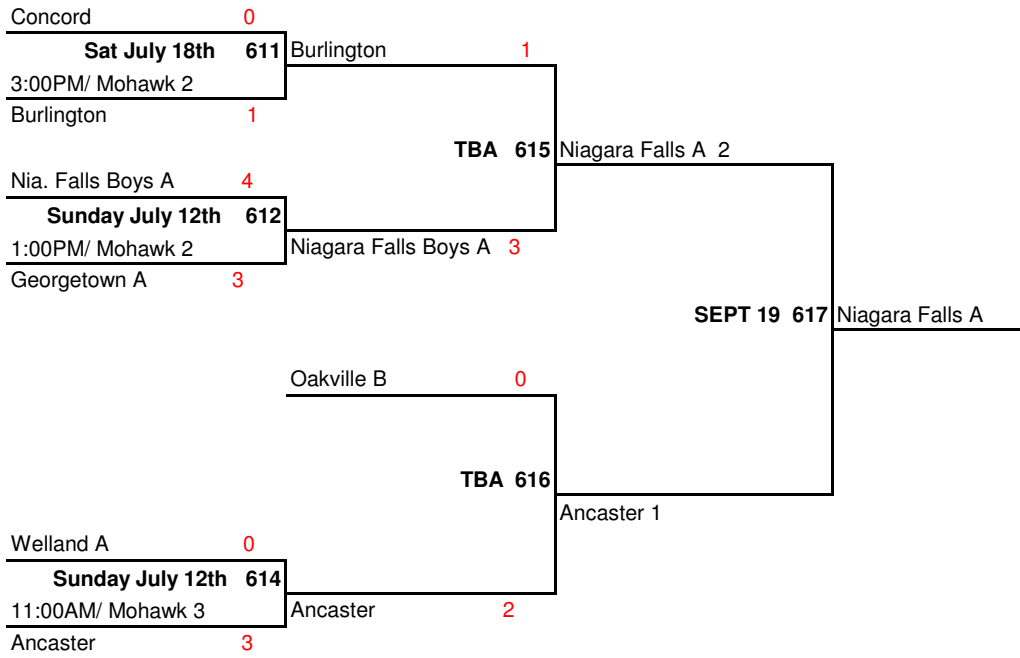 Concord 0
Sat July 18th 611
Burlington 1
3:00PM/ Mohawk 2
Burlington 1
TBA 615
Niagara Falls A 2
Nia. Falls Boys A 4
Sunday July 12th 612
1:00PM/ Mohawk 2
Niagara Falls Boys A 3
Georgetown A 3
SEPT 19 617
Niagara Falls A
Oakville B 0
TBA 616
Ancaster 1
Welland A 0
Sunday July 12th 614
11:00AM/ Mohawk 3
Ancaster 2
Ancaster 3